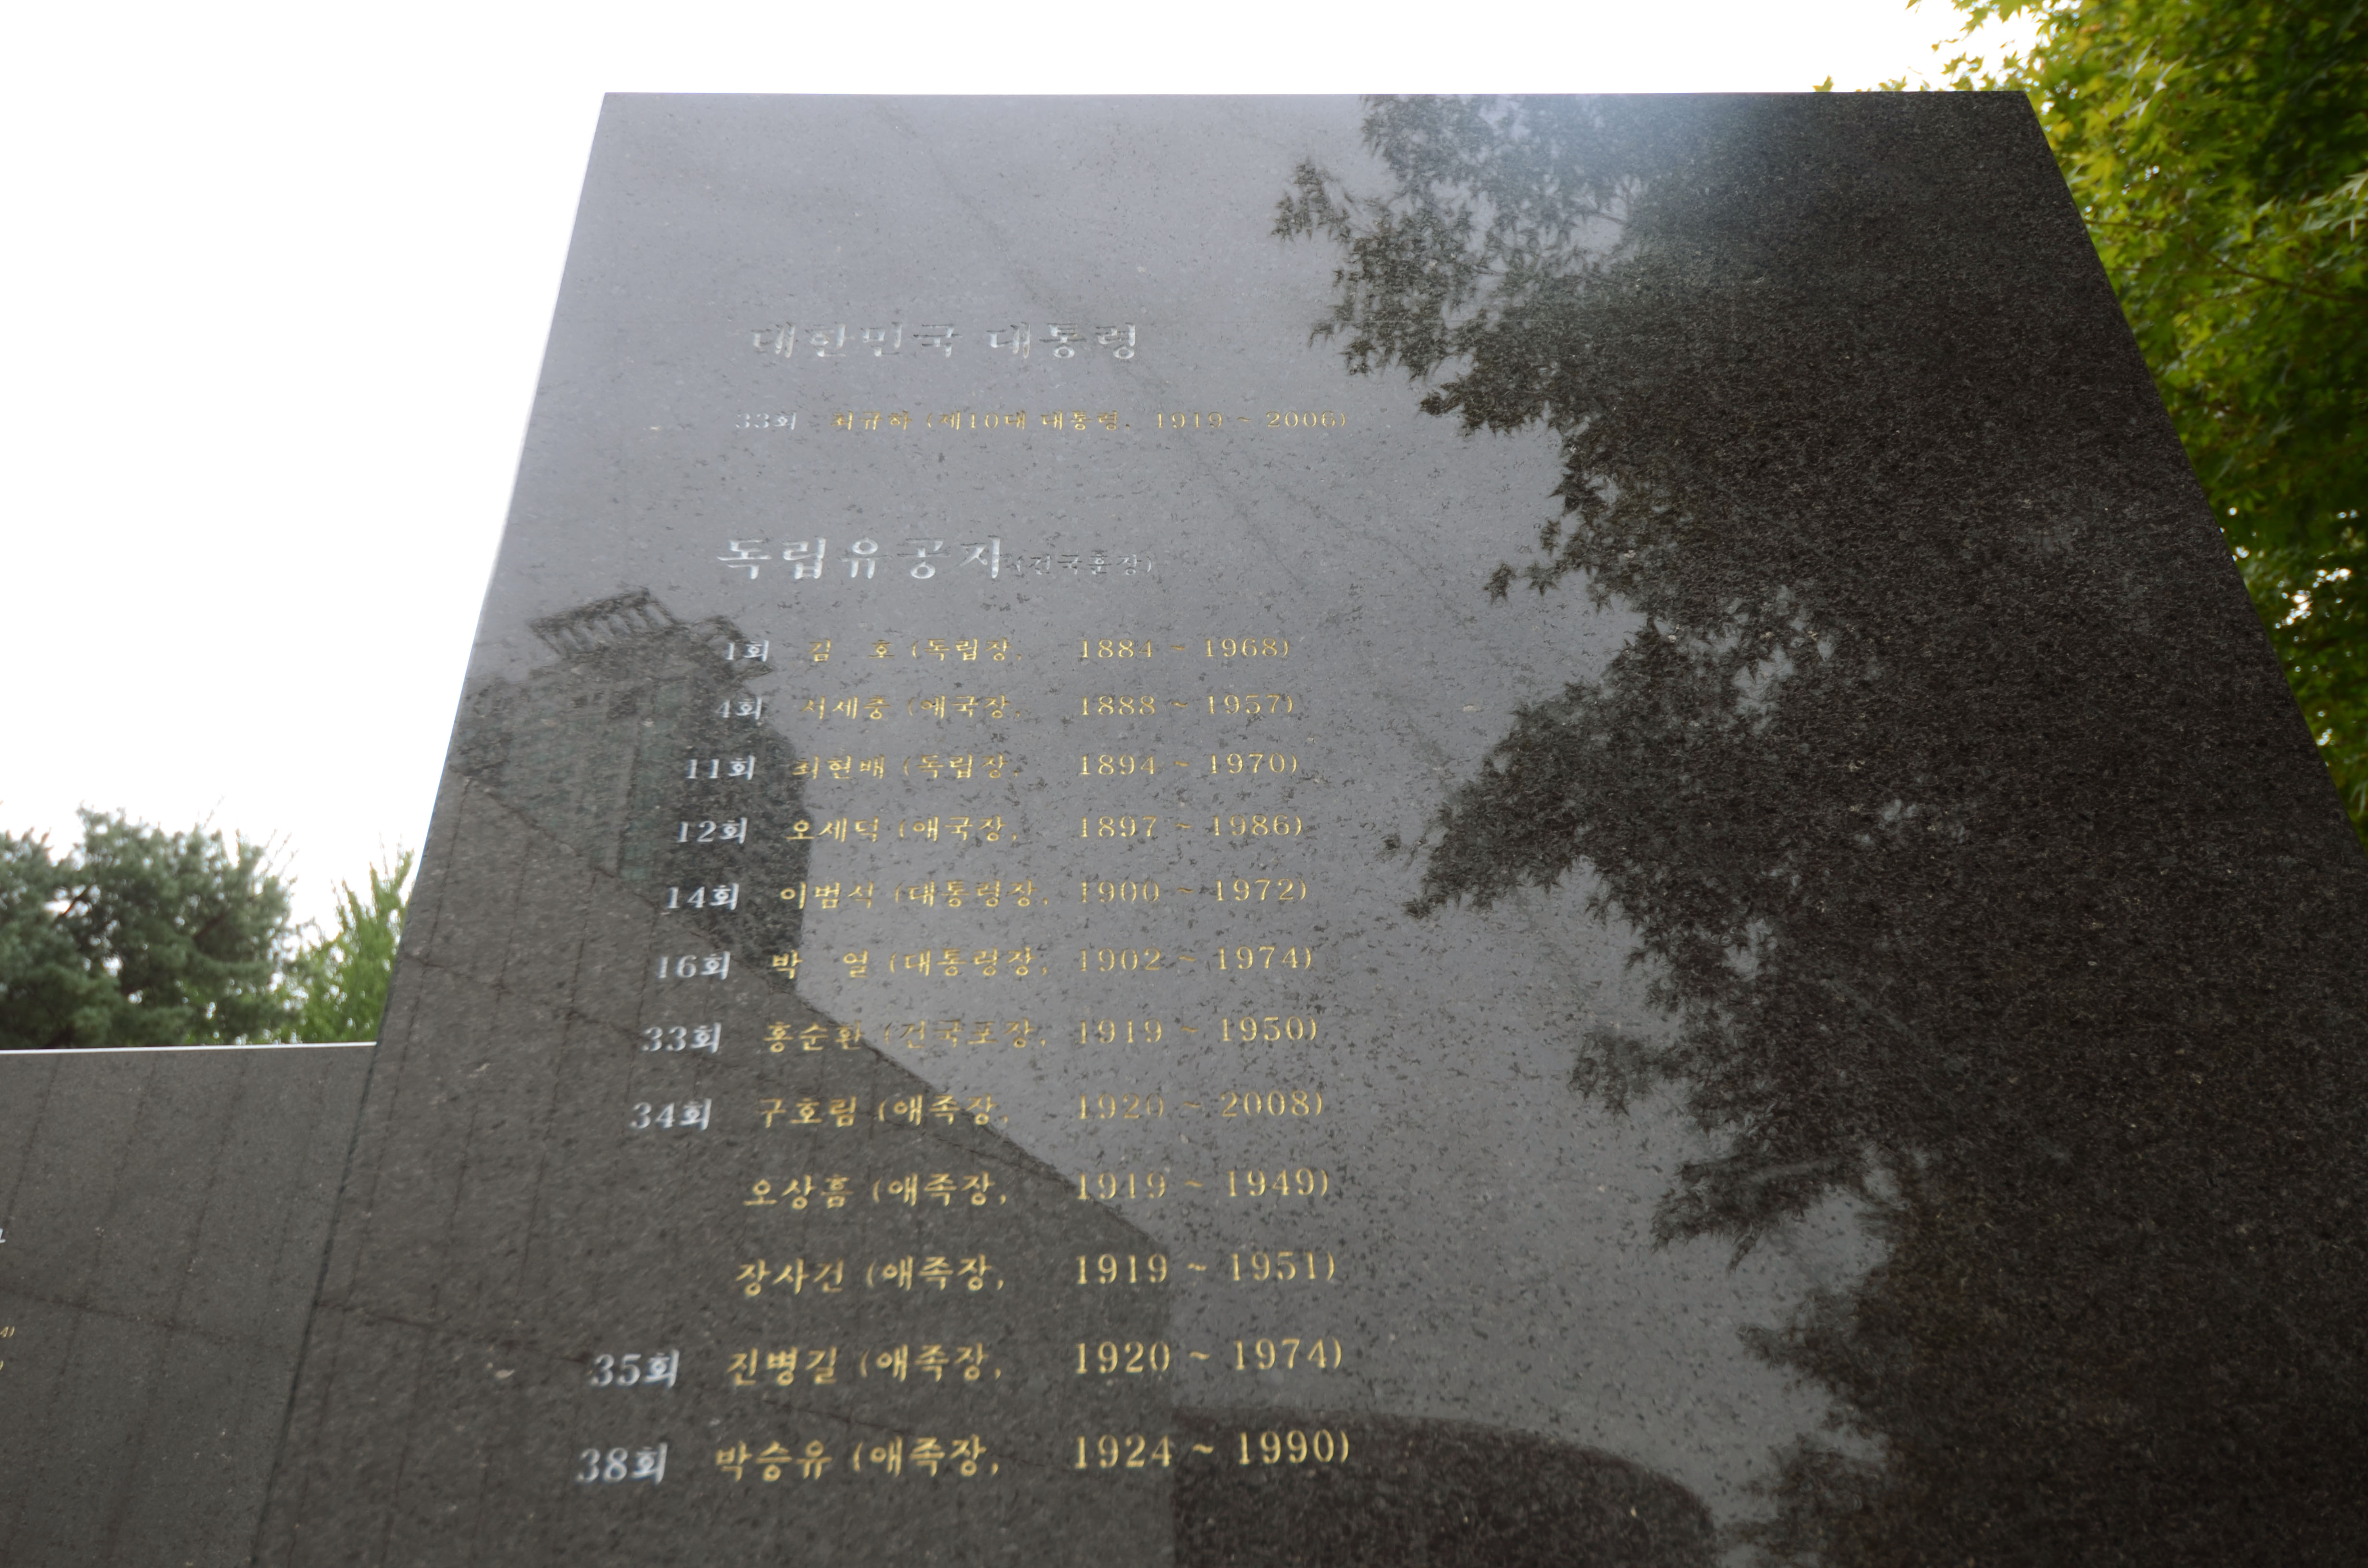 대한민국 대통령
33회 최규하 (제10대 대통령, 1919 ~ 2006)
독립유공자(건국훈장)
1회 김 호 (독립장, 1884 ~ 1968)
4회 서세충 (애국장, 1888 ~ 1957)
11회 최현배 (독립장, 1894 ~ 1970)
12회 오세덕 (애국장, 1897 ~ 1986)
14회 이범석 (대통령장, 1900 ~ 1972)
16회 박 열 (대통령장, 1902 ~ 1974)
33회 홍순환 (건국포장, 1919 ~ 1950)
34회 구호림 (애족장, 1920 ~ 2008)
오상흠 (애족장, 1919 ~ 1949)
장사건 (애족장, 1919 ~ 1951)
35회 진병길 (애족장, 1920 ~ 1974)
38회 박승유 (애족장, 1924 ~ 1990)